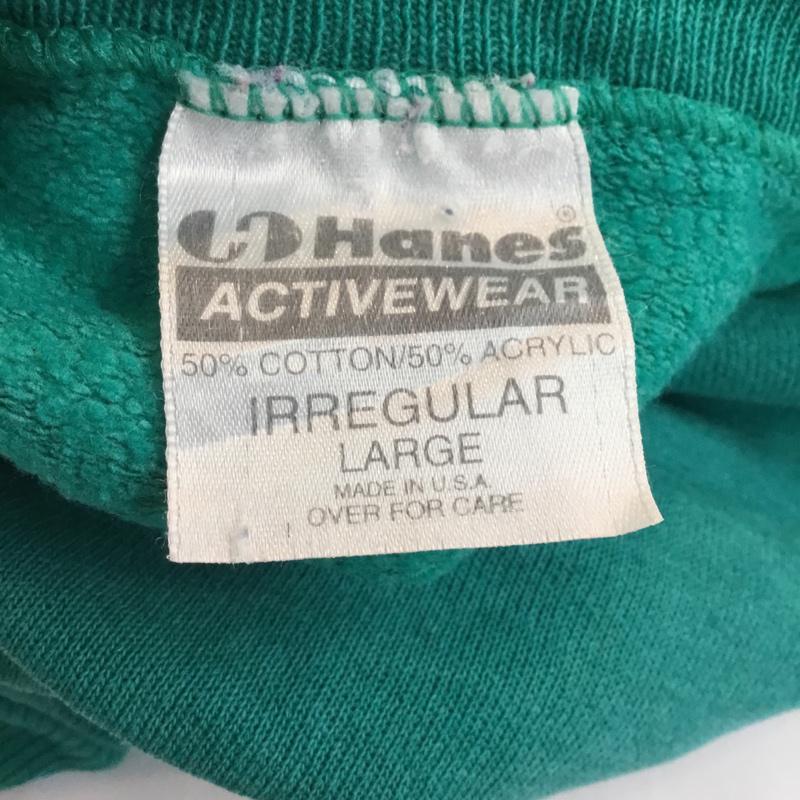 Hanes®
ACTIVEWEAR
50% COTTON/50% ACRYLIC
IRREGULAR
LARGE
MADE IN U.S.A.
OVER FOR CARE